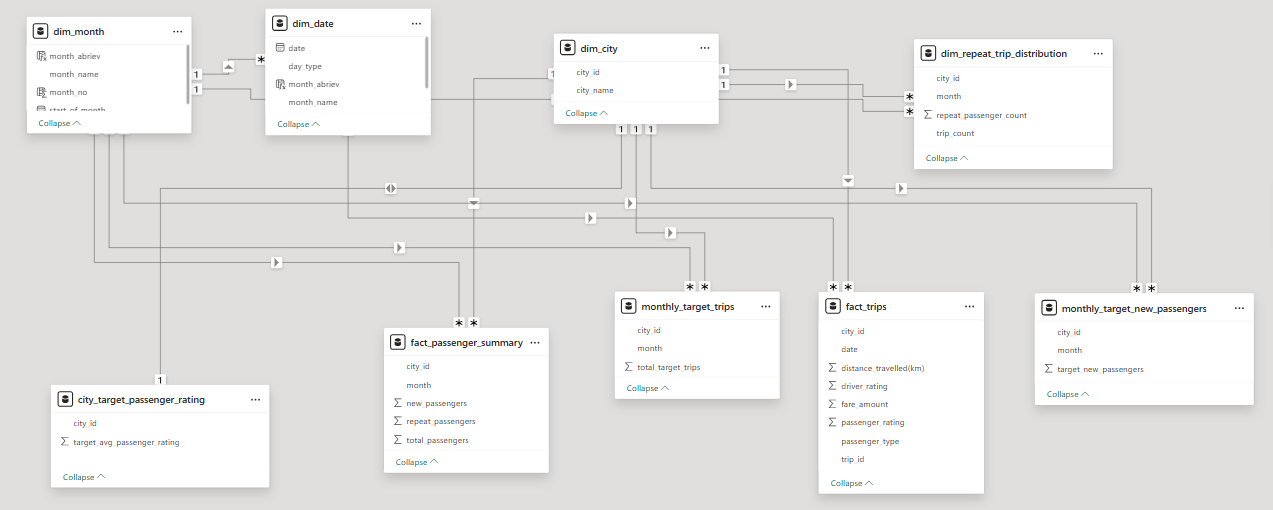 dim_month
month_abriev
month_name
month_no
start_of_month
Collapse
dim_date
date
day_type
month_abriev
month_name
Collapse
dim_city
city_id
city_name
Collapse
dim_repeat_trip_distribution
city_id
month
repeat_passenger_count
trip_count
Collapse
1
1
*
1
1
1
*
*
1
1
1
city_target_passenger_rating
city_id
target_avg_passenger_rating
Collapse
1
fact_passenger_summary
city_id
month
new_passengers
repeat_passengers
total_passengers
Collapse
*
*
monthly_target_trips
city_id
month
total_target_trips
Collapse
*
*
fact_trips
city_id
date
distance_travelled(km)
driver_rating
fare_amount
passenger_rating
passenger_type
trip_id
Collapse
*
*
monthly_target_new_passengers
city_id
month
target_new_passengers
Collapse
*
*